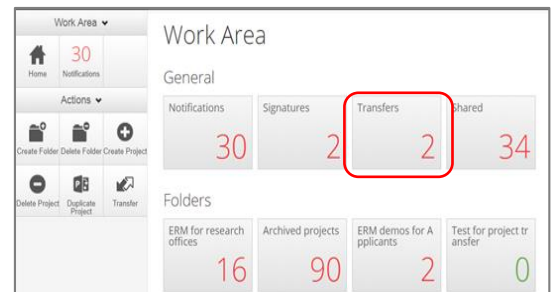 Work Area
Home
30
Notifications
Actions
Create Folder
Delete Folder
Create Project
Delete Project
Duplicate
Project
Transfer
Work Area
General
Notifications
30
Signatures
2
Transfers
2
Shared
34
Folders
ERM for research
offices
16
Archived projects
90
ERM demos for A
pplicants
2
Test for project tr
ansfer
0